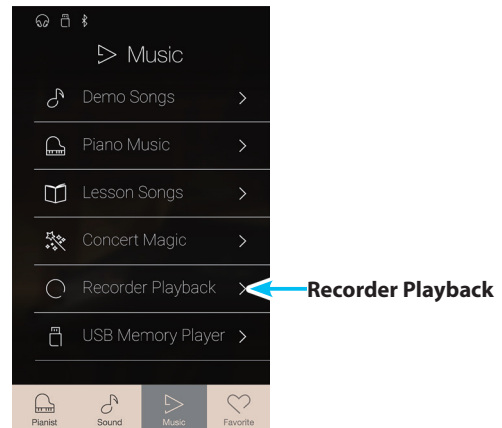 Music
Demo Songs
Piano Music
Lesson Songs
Concert Magic
Recorder Playback
Recorder Playback
USB Memory Player
Pianist
Sound
Music
Favorite